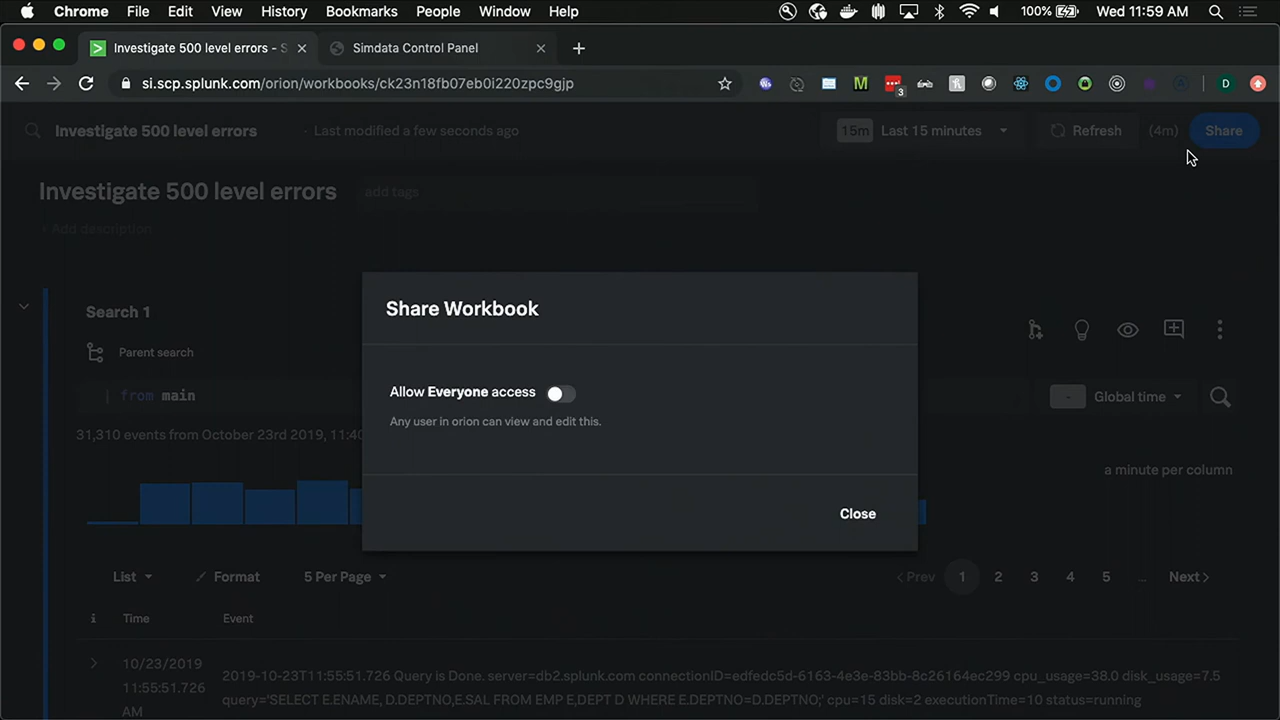 Chrome File Edit View History Bookmarks People Window Help 100% Wed 11:59 AM
Investigate 500 level errors - S Simdata Control Panel
si.scp.splunk.com/orion/workbooks/ck23n18fb07eb0i220zpc9gjp 3 D
Investigate 500 level errors - Last modified a few seconds ago 15m Last 15 minutes Refresh (4m) Share
Investigate 500 level errors add tags
+ Add description
Share Workbook
Search 1
Parent search
Allow Everyone access
| from main - Global time
Any user in orion can view and edit this.
31,310 events from October 23rd 2019, 11:40
a minute per column
Close
List Format 5 Per Page < Prev 1 2 3 4 5 ... Next >
i Time Event
10/23/2019
11:55:51.726
AM
2019-10-23T11:55:51.726 Query is Done. server=db2.splunk.com connectionID=edfedc5d-6163-4e3e-83bb-8c26164ec299 cpu_usage=38.0 disk_usage=7.5
query='SELECT E.ENAME, D.DEPTNO,E.SAL FROM EMP E,DEPT D WHERE E.DEPTNO=D.DEPTNO;' cpu=15 disk=2 executionTime=10 status=running